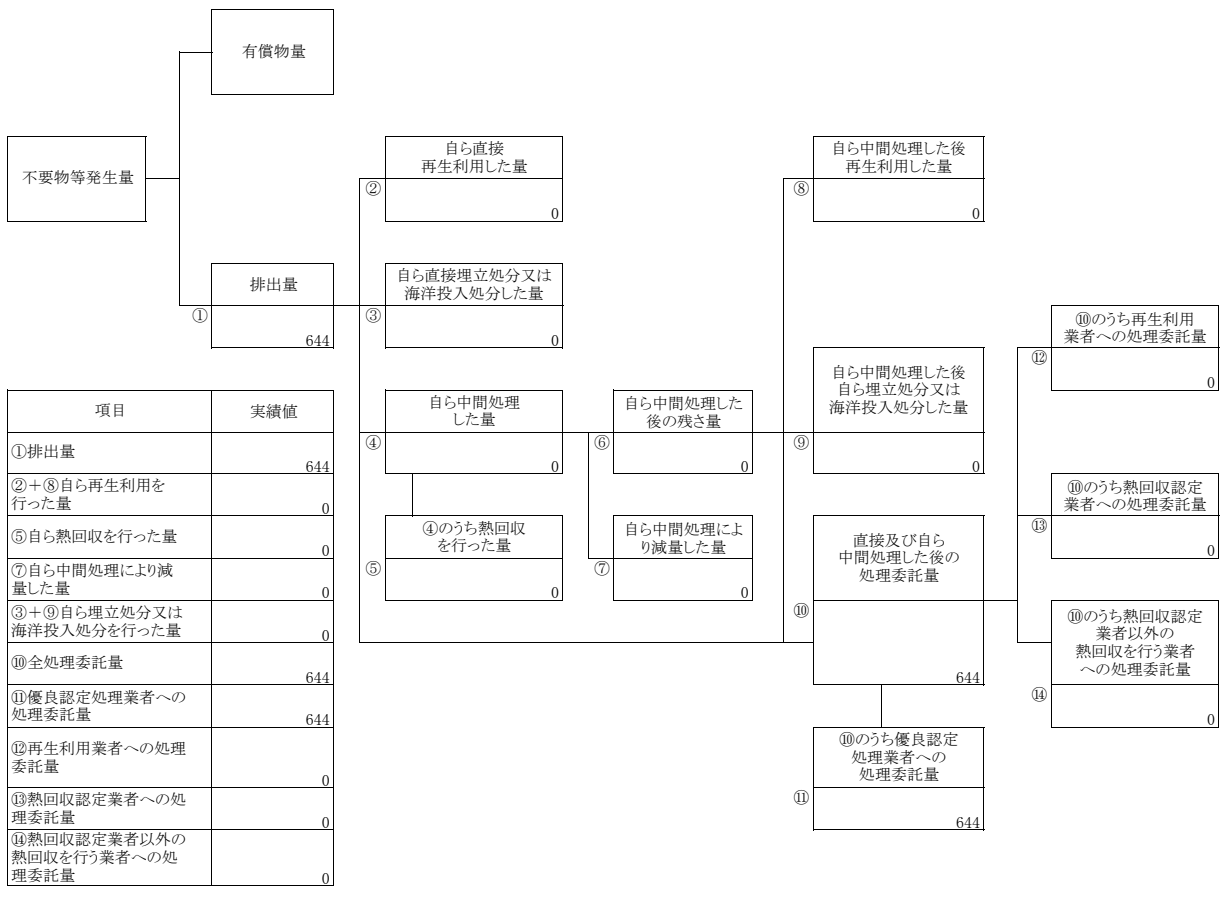 有償物量
不要物等発生量
自ら直接
再生利用した量
②
0
自ら中間処理した後
再生利用した量
⑧
0
排出量
①
644
自ら直接埋立処分又は
海洋投入処分した量
③
0
⑩のうち再生利用
業者への処理委託量
⑫
0
自ら中間処理
した量
④
0
自ら中間処理した
後の残さ量
⑥
0
自ら中間処理した後
自ら埋立処分又は
海洋投入処分した量
⑨
0
⑩のうち熱回収認定
業者への処理委託量
⑬
0
④のうち熱回収
を行った量
⑤
0
自ら中間処理によ
り減量した量
⑦
0
直接及び自ら
中間処理した後の
処理委託量
⑩
644
⑩のうち熱回収認定
業者以外の
熱回収を行う業者
への処理委託量
⑭
0
⑩のうち優良認定
処理業者への
処理委託量
⑪
644
項目 実績値
①排出量
644
②+⑧自ら再生利用を
行った量
0
⑤自ら熱回収を行った量
0
⑦自ら中間処理により減
量した量
0
③+⑨自ら埋立処分又は
海洋投入処分を行った量
0
⑩全処理委託量
644
⑪優良認定処理業者への
処理委託量
644
⑫再生利用業者への処理
委託量
0
⑬熱回収認定業者への処
理委託量
0
⑭熱回収認定業者以外の
熱回収を行う業者への処
理委託量
0